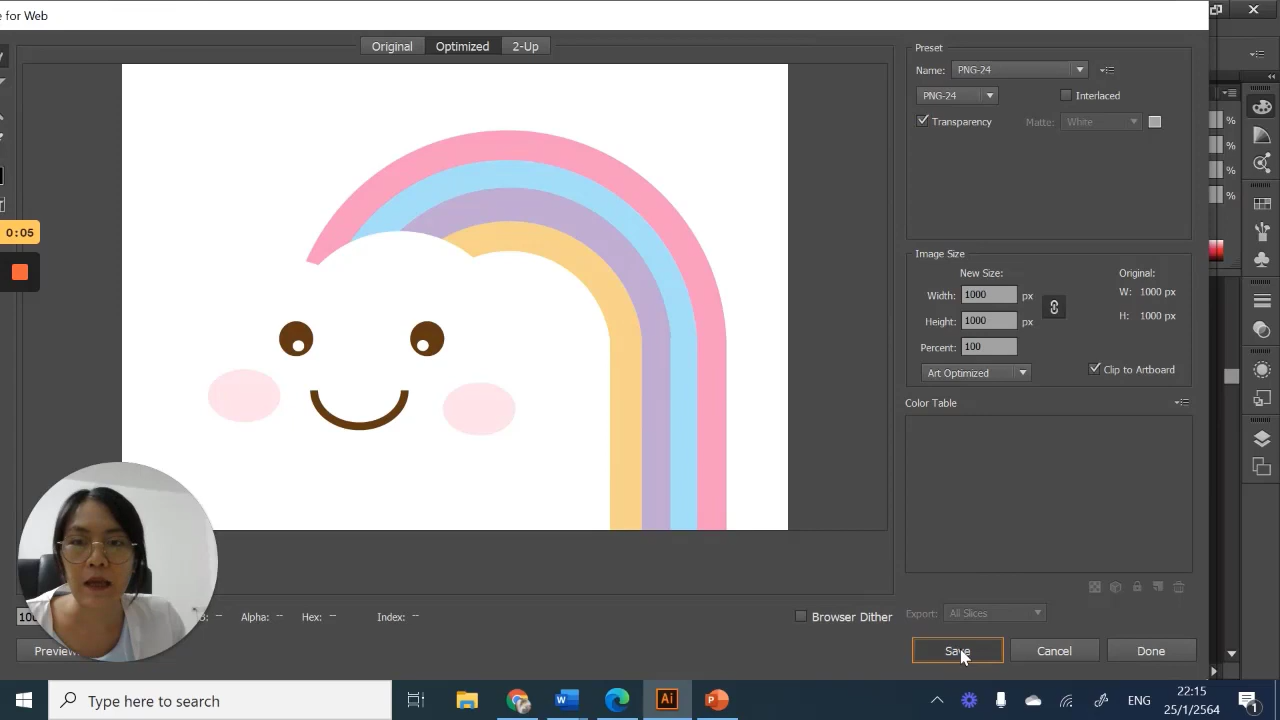 e for Web
Original Optimized 2-Up
Preset
Name: PNG-24
PNG-24 Interlaced
Transparency Matte: White
%
%
%
%
0:05
Image Size
New Size: Original:
Width: 1000 px W: 1000 px
Height: 1000 px H: 1000 px
Percent: 100
Art Optimized Clip to Artboard
Color Table
Alpha: -- Hex: -- Index: --
Browser Dither
Export: All Slices
Preview
Save Cancel Done
Type here to search
W Ai P
ENG
22:15
25/1/2564
1